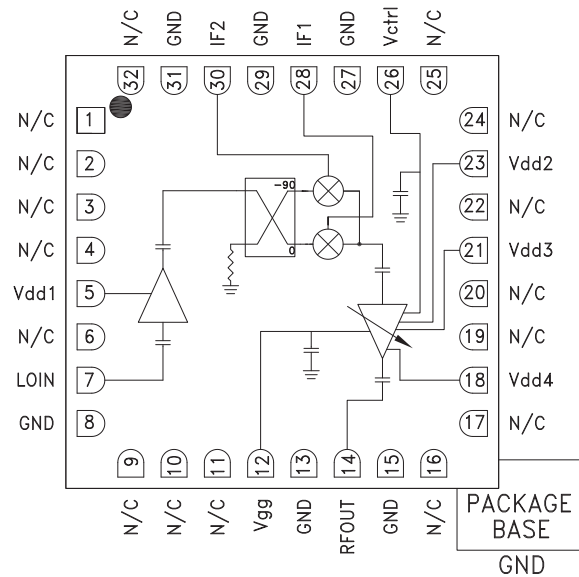 N/C GND IF2 GND IF1 GND Vctrl N/C
32 31 30 29 28 27 26 25
N/C 1
N/C 2
N/C 3
N/C 4
Vdd1 5
N/C 6
LOIN 7
GND 8
-90
0
24 N/C
23 Vdd2
22 N/C
21 Vdd3
20 N/C
19 N/C
18 Vdd4
17 N/C
9 10 11 12 13 14 15 16
N/C N/C N/C Vgg GND RFOUT GND N/C
PACKAGE
BASE
GND